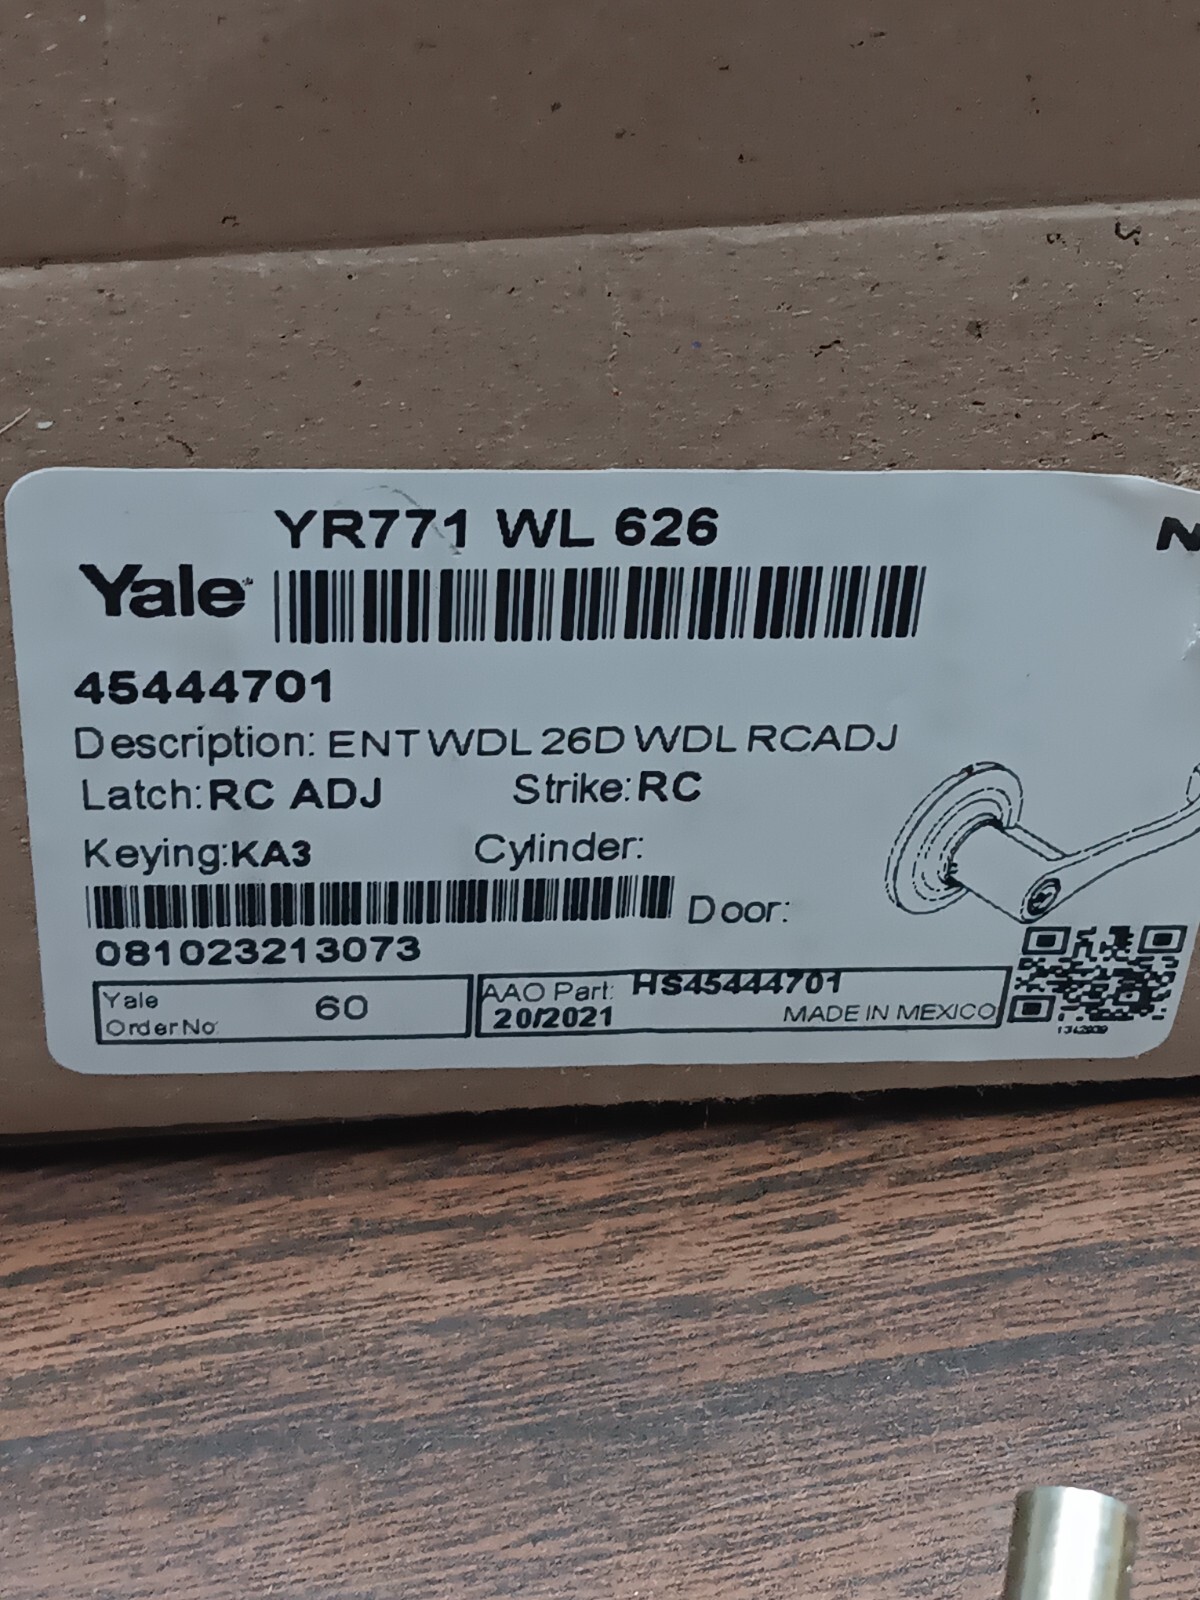 YR771 WL 626
Yale
45444701
Description: ENT WDL 26D WDL RCADJ
Latch: RC ADJ Strike: RC
Keying: KA3 Cylinder:
Door:
081023213073
Yale
Order No: 60
AAO Part: HS45444701
20/2021 MADE IN MEXICO